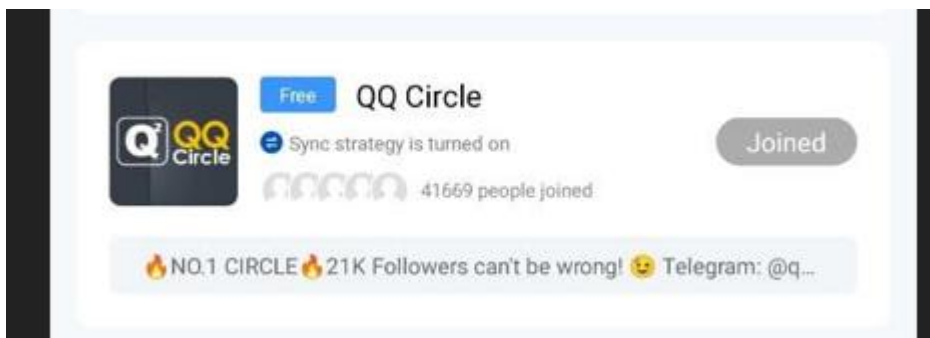 Free QQ Circle
Q² QQ
Circle
Sync strategy is turned on
Joined
41669 people joined
🔥NO.1 CIRCLE🔥21K Followers can't be wrong! 😉 Telegram: @q...